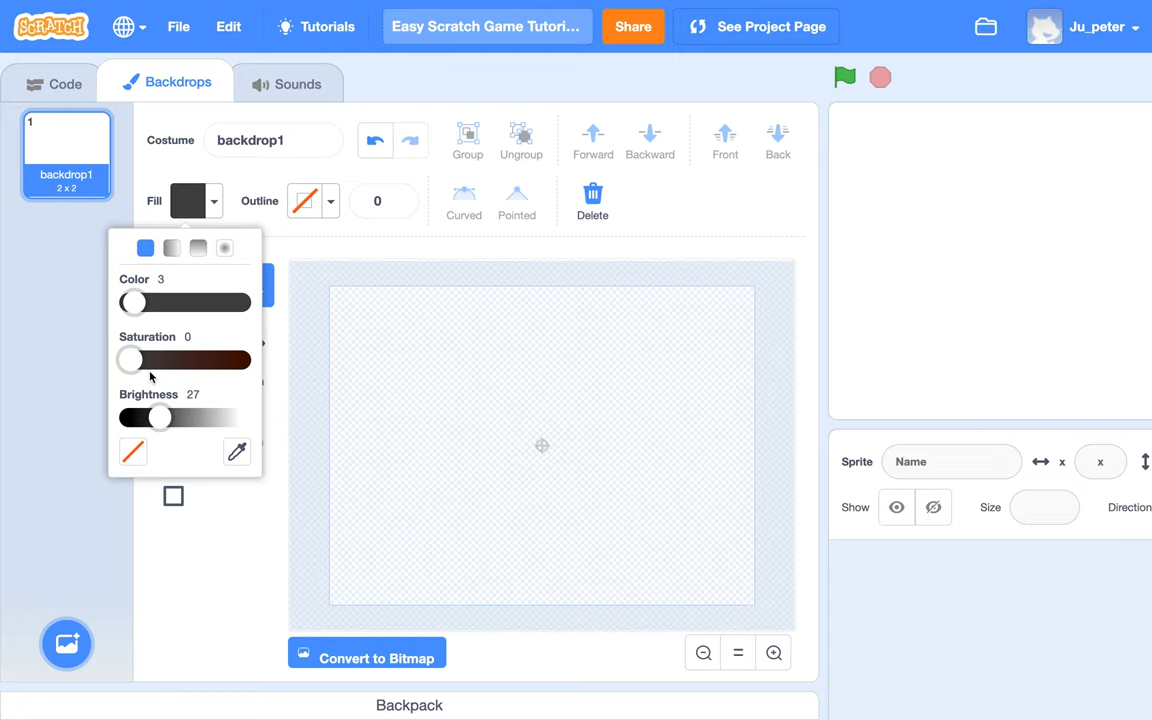 SCRATCH File Edit Tutorials Easy Scratch Game Tutori... Share See Project Page Ju_peter
Code Backdrops Sounds
1
backdrop1
2 x 2
Costume backdrop1 Group Ungroup Forward Backward Front Back
Fill Outline 0 Curved Pointed Delete
Color 3
Saturation 0
Brightness 27
Convert to Bitmap
Backpack
Sprite Name x x
Show Size Direction